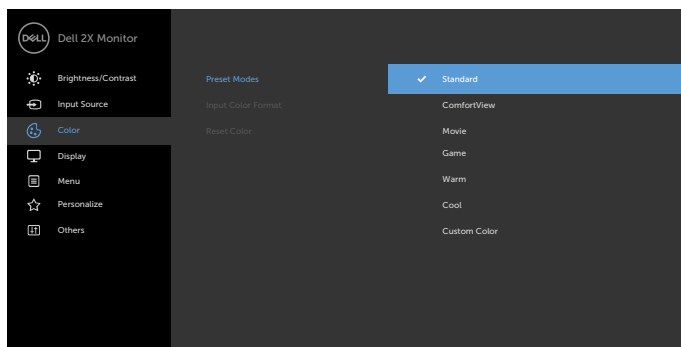 DELL Dell 2X Monitor
Brightness/Contrast
Input Source
Color
Display
Menu
Personalize
Others
Preset Modes
Input Color Format
Reset Color
Standard
ComfortView
Movie
Game
Warm
Cool
Custom Color